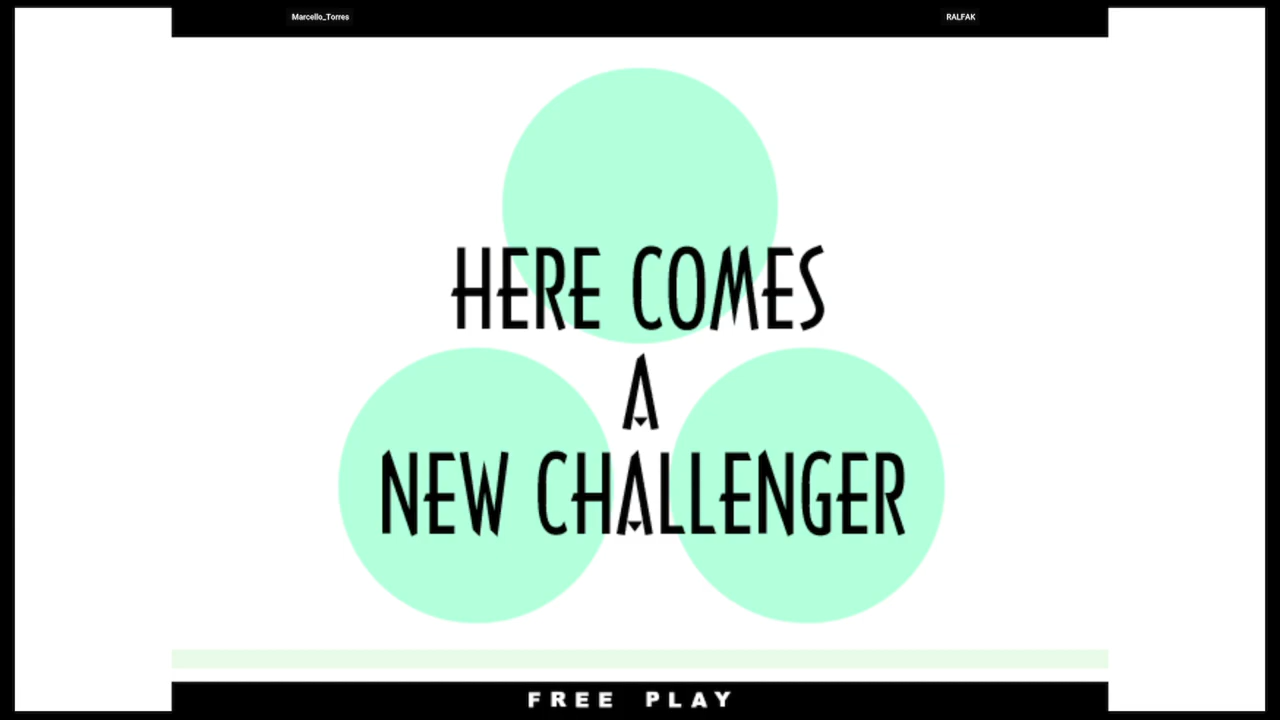 Marcello_Torres RALFAK
HERE COMES
A
NEW CHALLENGER
FREE PLAY